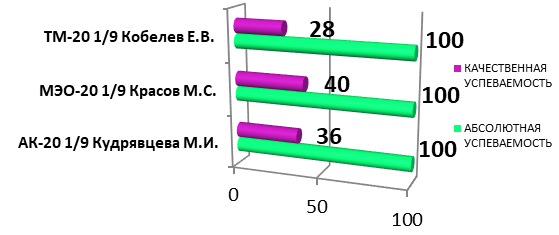 ТМ-20 1/9 Кобелев Е.В.
28
100
МЭО-20 1/9 Красов М.С.
40
100
АК-20 1/9 Кудрявцева М.И.
36
100
КАЧЕСТВЕННАЯ
УСПЕВАЕМОСТЬ
АБСОЛЮТНАЯ
УСПЕВАЕМОСТЬ
0
50
100